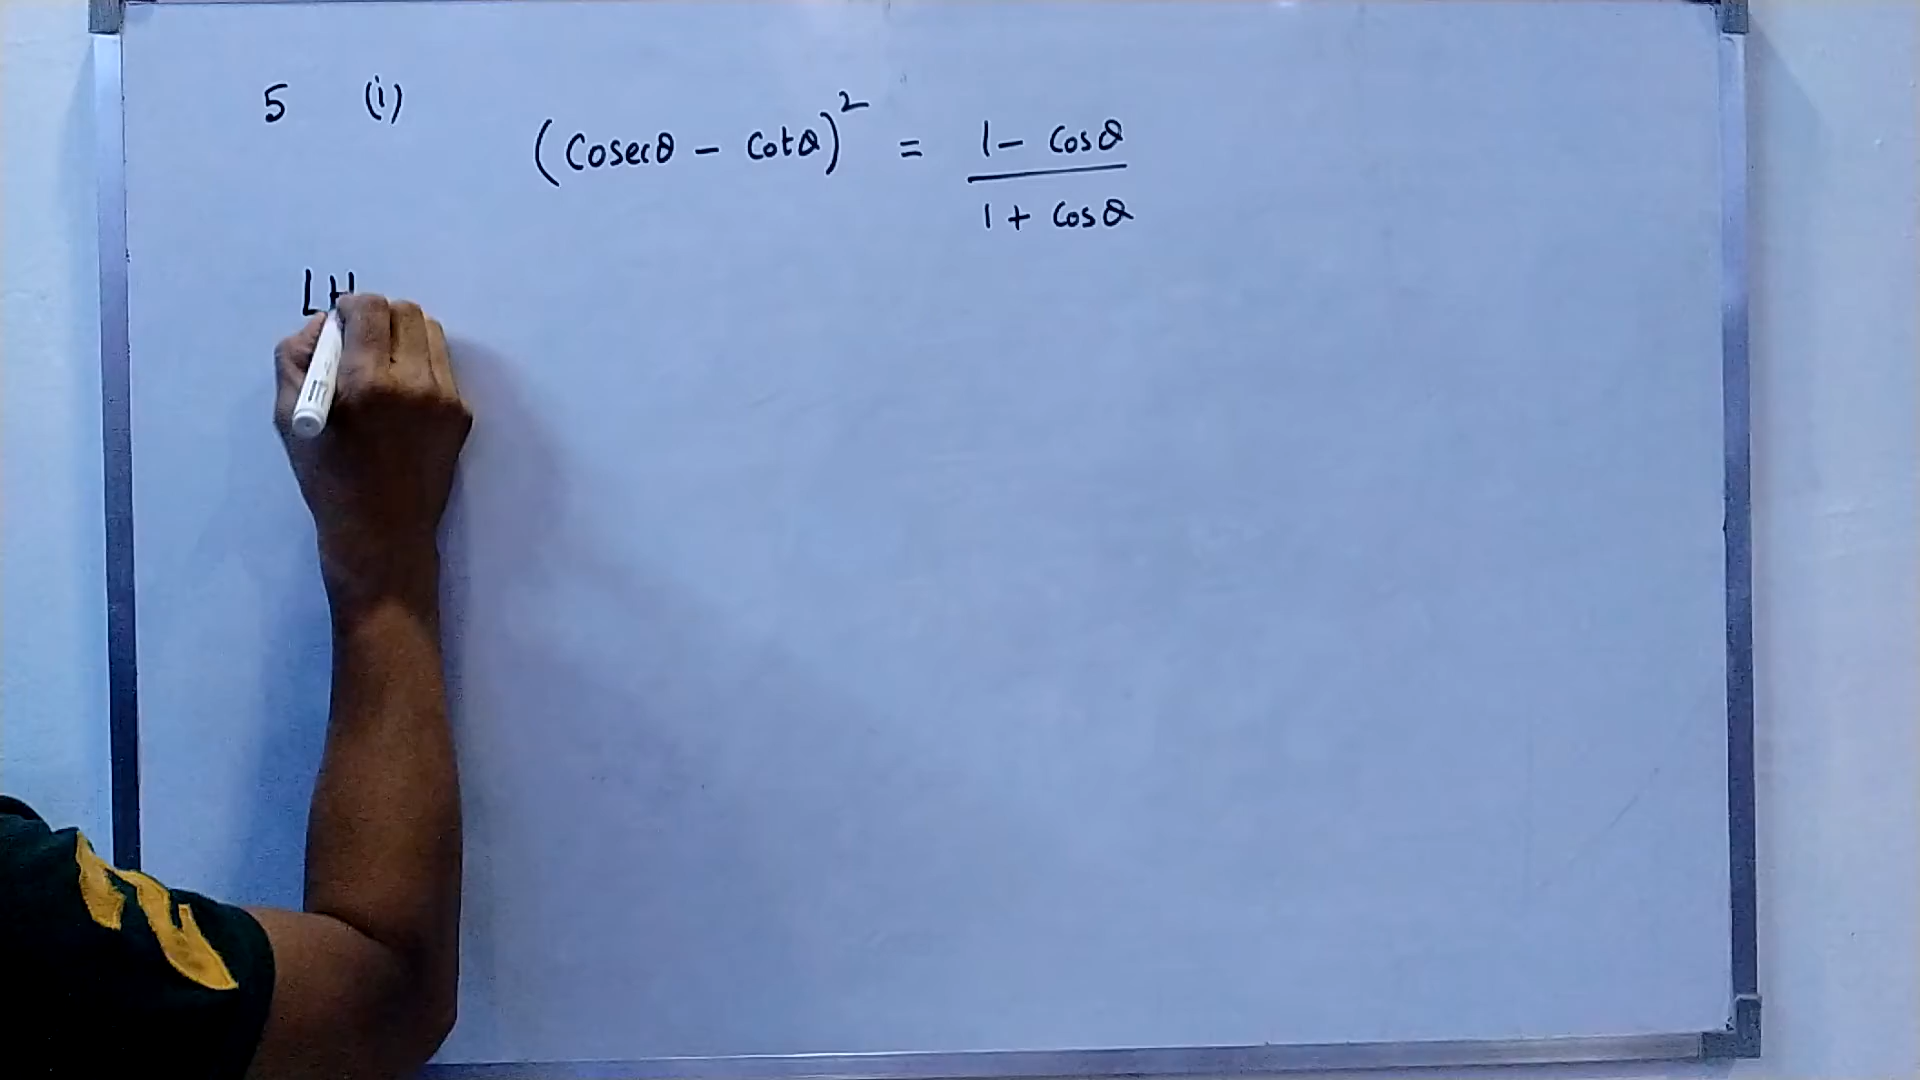 5 (i) (Cosecθ - Cotθ)² = (1 - Cosθ) / (1 + Cosθ)
LH